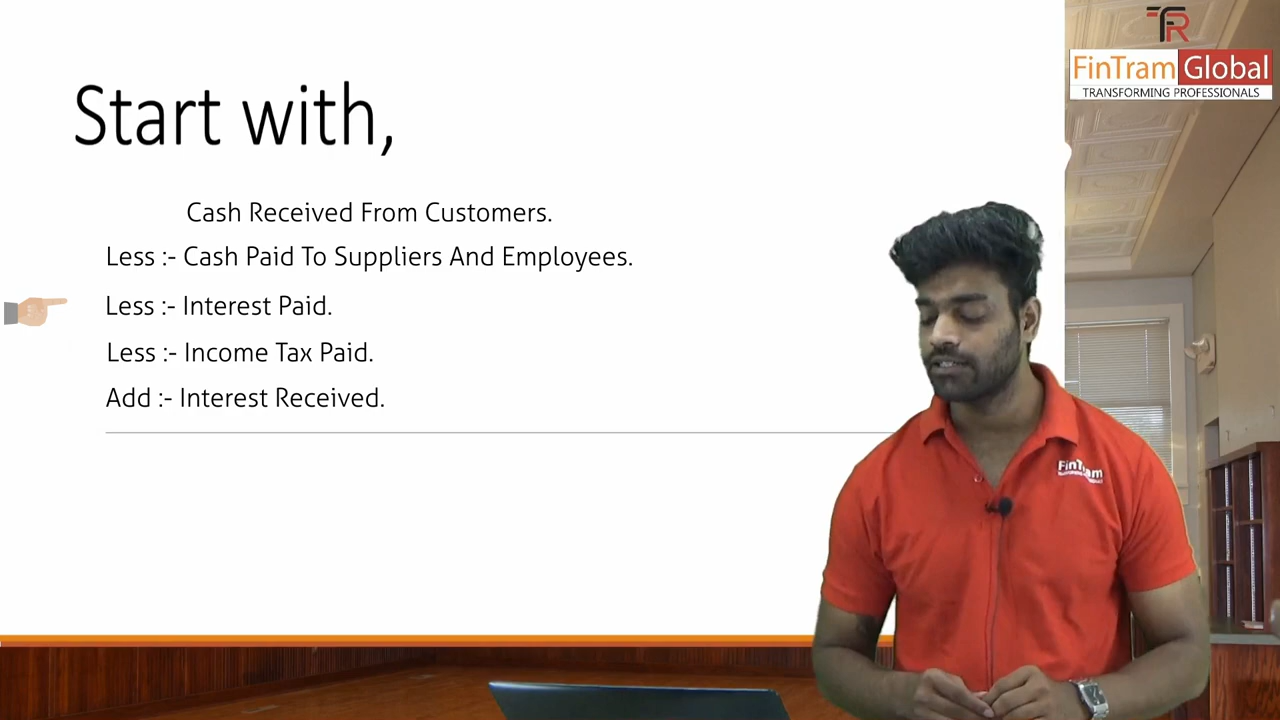 Start with,
Cash Received From Customers.
Less :- Cash Paid To Suppliers And Employees.
Less :- Interest Paid.
Less :- Income Tax Paid.
Add :- Interest Received.
FinTram Global
TRANSFORMING PROFESSIONALS
FinTram